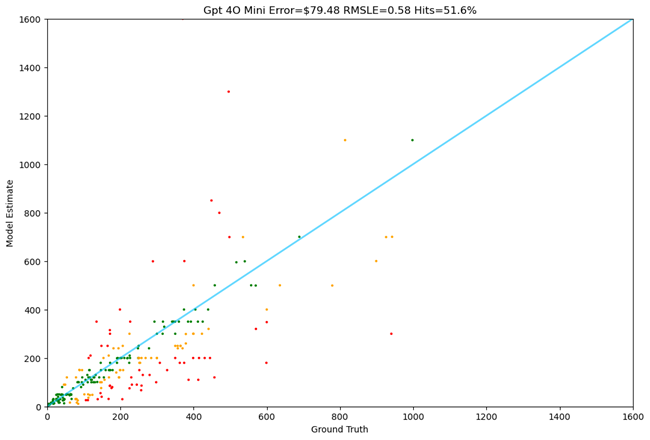 Gpt 4O Mini Error=$79.48 RMSLE=0.58 Hits=51.6%
1600
1400
1200
1000
800
600
400
200
0
Model Estimate
0 200 400 600 800 1000 1200 1400 1600
Ground Truth